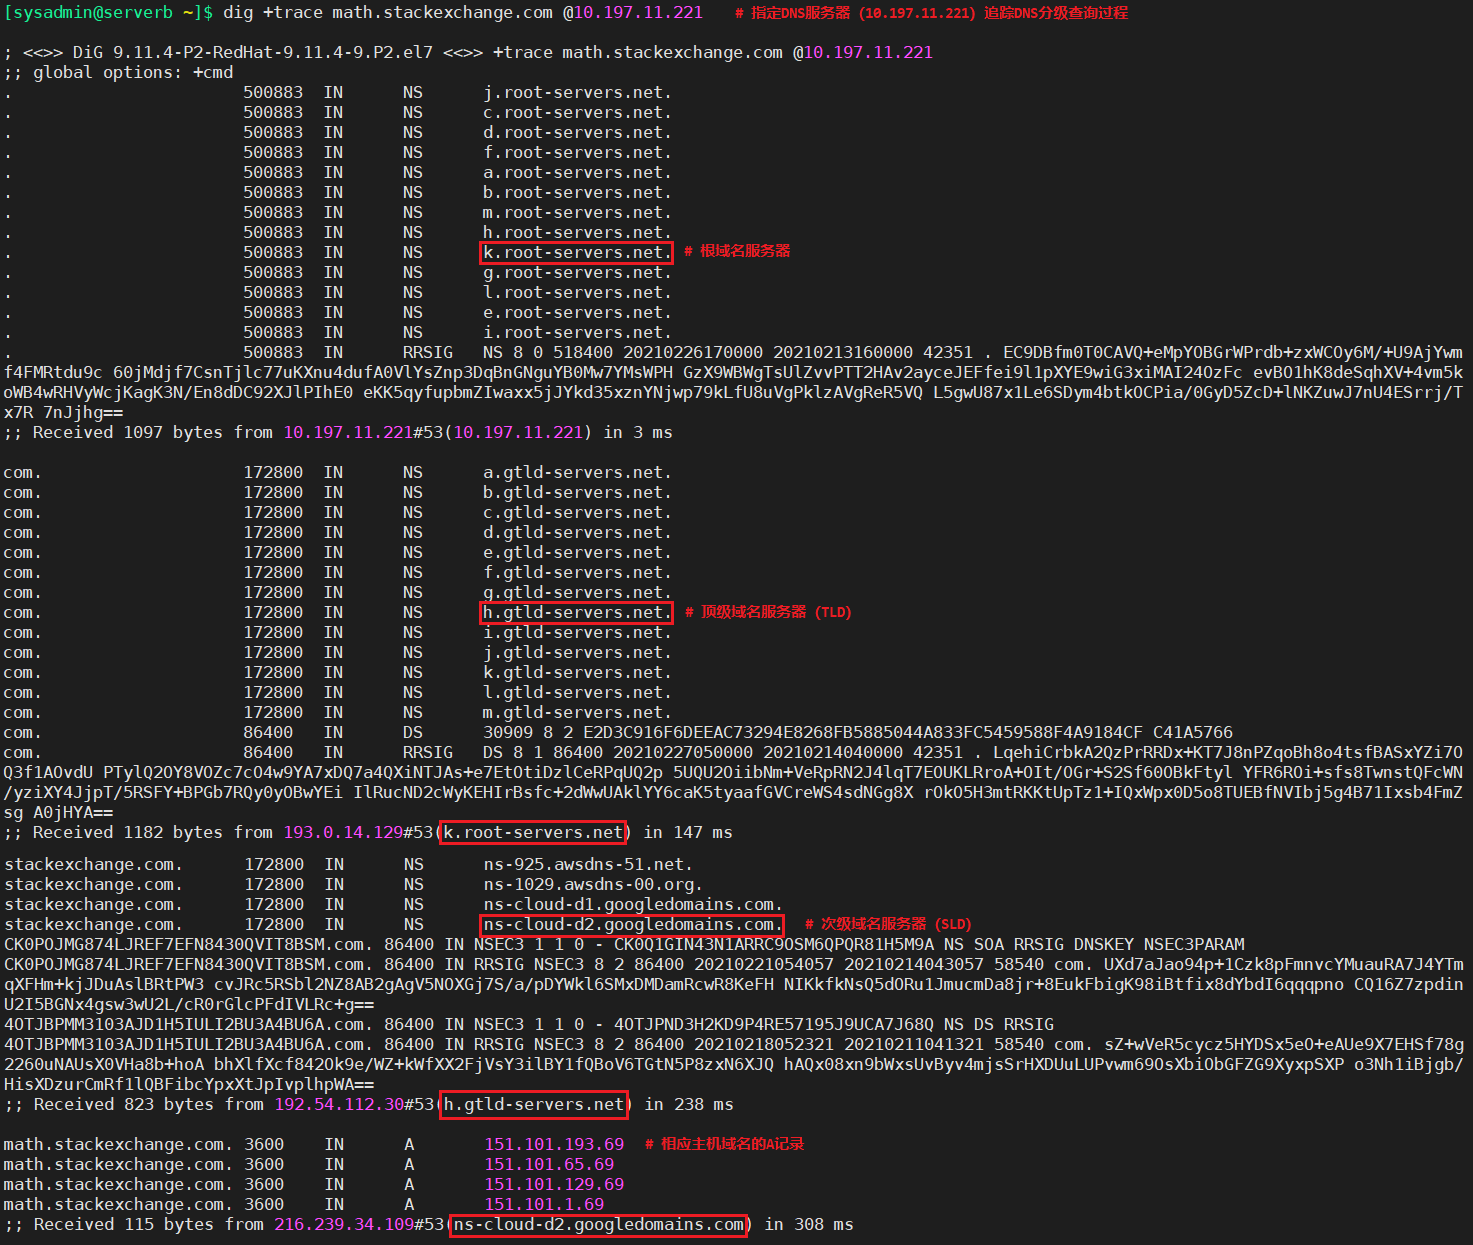 [sysadmin@serverb ~]$ dig +trace math.stackexchange.com @10.197.11.221 # 指定DNS服务器 (10.197.11.221) 追踪DNS分级查询过程
; <<>> DiG 9.11.4-P2-RedHat-9.11.4-9.P2.el7 <<>> +trace math.stackexchange.com @10.197.11.221
;; global options: +cmd
. 500883 IN NS j.root-servers.net.
. 500883 IN NS c.root-servers.net.
. 500883 IN NS d.root-servers.net.
. 500883 IN NS f.root-servers.net.
. 500883 IN NS a.root-servers.net.
. 500883 IN NS b.root-servers.net.
. 500883 IN NS m.root-servers.net.
. 500883 IN NS h.root-servers.net.
. 500883 IN NS k.root-servers.net. # 根域名服务器
. 500883 IN NS g.root-servers.net.
. 500883 IN NS l.root-servers.net.
. 500883 IN NS e.root-servers.net.
. 500883 IN NS i.root-servers.net.
. 500883 IN RRSIG NS 8 0 518400 20210226170000 20210213160000 42351 . EC9DBfm0T0CAVQ+eMpYOBGrWPrdb+zxWCOy6M/+U9AjYwm
f4FMRtdu9c 60jMdjf7CsnTjlc77uKXnu4dufA0VlYsZnp3DqBnGNguYB0Mw7YMsWPH GzX9WBWgTsUlZvvPTT2HAv2ayceJEFfei9l1pXYE9wiG3xiMAI24OzFc evBO1hK8deSqhXV+4vm5k
oWB4wRHVyWcjKagK3N/En8dDC92XJlPIhE0 eKK5qyfupbmZIwaxx5jJYkd35xznYNjwp79kLfU8uVgPklzAVgReR5VQ L5gwU87x1Le6SDym4btkOCPia/0GyD5ZcD+lNKZuwJ7nU4ESrrj/T
x7R 7nJjhg==
;; Received 1097 bytes from 10.197.11.221#53(10.197.11.221) in 3 ms
com. 172800 IN NS a.gtld-servers.net.
com. 172800 IN NS b.gtld-servers.net.
com. 172800 IN NS c.gtld-servers.net.
com. 172800 IN NS d.gtld-servers.net.
com. 172800 IN NS e.gtld-servers.net.
com. 172800 IN NS f.gtld-servers.net.
com. 172800 IN NS g.gtld-servers.net.
com. 172800 IN NS h.gtld-servers.net. # 顶级域名服务器 (TLD)
com. 172800 IN NS i.gtld-servers.net.
com. 172800 IN NS j.gtld-servers.net.
com. 172800 IN NS k.gtld-servers.net.
com. 172800 IN NS l.gtld-servers.net.
com. 172800 IN NS m.gtld-servers.net.
com. 86400 IN DS 30909 8 2 E2D3C916F6DEEAC73294E8268FB5885044A833FC5459588F4A9184CF C41A5766
com. 86400 IN RRSIG DS 8 1 86400 20210227050000 20210214040000 42351 . LqehiCrbkA2QzPrRRDx+KT7J8nPZqoBh8o4tsfBASxYZi7O
Q3f1AOvdU PTylQ2OY8VOZc7cO4w9YA7xDQ7a4QXiNTJAs+e7EtOtiDzlCeRPqUQ2p 5UQU2OiibNm+VeRpRN2J4lqT7EOUKLRroA+OIt/OGr+S2Sf60OBkFtyl YFR6ROi+sfs8TwnstQFcWN
/yziXY4JjpT/5RSFY+BPGb7RQy0yOBwYEi IlRucND2cWyKEHIrBsfc+2dWwUAklYY6caK5tyaafGVCreWS4sdNGg8X rOkO5H3mtRKKtUpTz1+IQxWpx0D5o8TUEBfNVIbj5g4B71Ixsb4FmZ
sg A0jHYA==
;; Received 1182 bytes from 193.0.14.129#53(k.root-servers.net) in 147 ms
stackexchange.com. 172800 IN NS ns-925.awsdns-51.net.
stackexchange.com. 172800 IN NS ns-1029.awsdns-00.org.
stackexchange.com. 172800 IN NS ns-cloud-d1.googledomains.com.
stackexchange.com. 172800 IN NS ns-cloud-d2.googledomains.com. # 次级域名服务器 (SLD)
CK0POJMG874LJREF7EFN8430QVIT8BSM.com. 86400 IN NSEC3 1 1 0 - CK0Q1GIN43N1ARRC9OSM6QPQR81H5M9A NS SOA RRSIG DNSKEY NSEC3PARAM
CK0POJMG874LJREF7EFN8430QVIT8BSM.com. 86400 IN RRSIG NSEC3 8 2 86400 20210221054057 20210214043057 58540 com. UXd7aJao94p+1Czk8pFmnvcYMuauRA7J4YTm
qXFHm+kjJDuAslBRtPW3 cvJRc5RSbl2NZ8AB2gAgV5NOXGj7S/a/pDYWkl6SMxDMDamRcwR8KeFH NIKkfkNsQ5dORu1JmucmDa8jr+8EukFbigK98iBtfix8dYbdI6qqqpno CQ16Z7zpdin
U2I5BGNx4gsw3wU2L/cR0rGlcPFdIVLRc+g==
4OTJBPMM3103AJD1H5IULI2BU3A4BU6A.com. 86400 IN NSEC3 1 1 0 - 4OTJPND3H2KD9P4RE57195J9UCA7J68Q NS DS RRSIG
4OTJBPMM3103AJD1H5IULI2BU3A4BU6A.com. 86400 IN RRSIG NSEC3 8 2 86400 20210218052321 20210211041321 58540 com. sZ+wVeR5cycz5HYDSx5eO+eAUe9X7EHSf78g
2260uNAUsX0VHa8b+hoA bhXlfXcf842Ok9e/WZ+kWfXX2FjVsY3ilBY1fQBoV6TGtN5P8zxN6XJQ hAQx08xn9bWxsUvByv4mjsSrHXDUuLUPvwm69OsXbiObGFZG9XyxpSXP o3Nh1iBjgb/
HisXDzurCmRf1lQBFibcYpxXtJpIvplhpWA==
;; Received 823 bytes from 192.54.112.30#53(h.gtld-servers.net) in 238 ms
math.stackexchange.com. 3600 IN A 151.101.193.69 # 相应主机域名的A记录
math.stackexchange.com. 3600 IN A 151.101.65.69
math.stackexchange.com. 3600 IN A 151.101.129.69
math.stackexchange.com. 3600 IN A 151.101.1.69
;; Received 115 bytes from 216.239.34.109#53(ns-cloud-d2.googledomains.com) in 308 ms